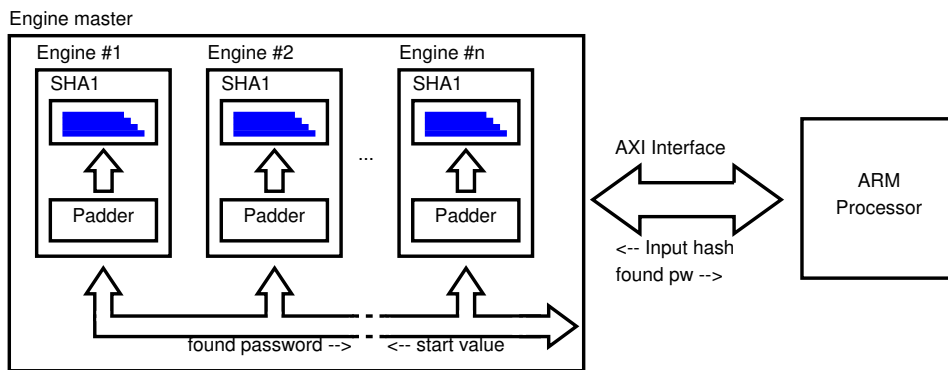 Engine master
Engine #1
Engine #2
Engine #n
SHA1
SHA1
SHA1
...
Padder
Padder
Padder
found password -->
<-- start value
AXI Interface
<-- Input hash
found pw -->
ARM
Processor